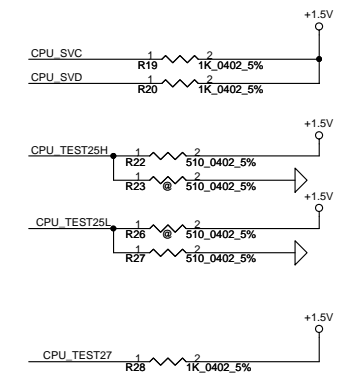 +1.5V
CPU_SVC 1 2
R19 1K_0402_5%
CPU_SVD 1 2
R20 1K_0402_5%
+1.5V
CPU_TEST25H 1 2
R22 510_0402_5%
1 2
R23 @ 510_0402_5%
+1.5V
CPU_TEST25L 1 2
R26 @ 510_0402_5%
1 2
R27 510_0402_5%
+1.5V
CPU_TEST27 1 2
R28 1K_0402_5%